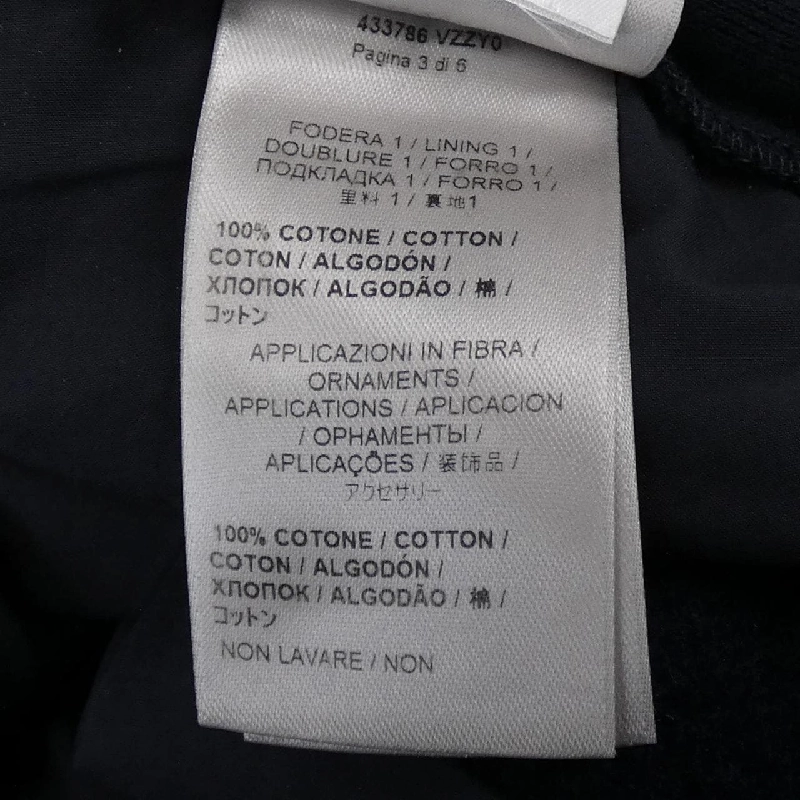 433786 VZZY0
Pagina 3 di 6
FODERA 1 / LINING 1 /
DOUBLURE 1 / FORRO 1 /
ПОДКЛАДКА 1 / FORRO 1 /
里料 1 / 裏地1
100% COTONE / COTTON /
COTON / ALGODÓN /
ХЛОПОК / ALGODÃO / 棉 /
コットン
APPLICAZIONI IN FIBRA /
ORNAMENTS /
APPLICATIONS / APLICACION
/ ОРНАМЕНТЫ /
APLICAÇÕES / 装饰品 /
アクセサリー
100% COTONE / COTTON /
COTON / ALGODÓN /
ХЛОПОК / ALGODÃO / 棉 /
コットン
NON LAVARE / NON